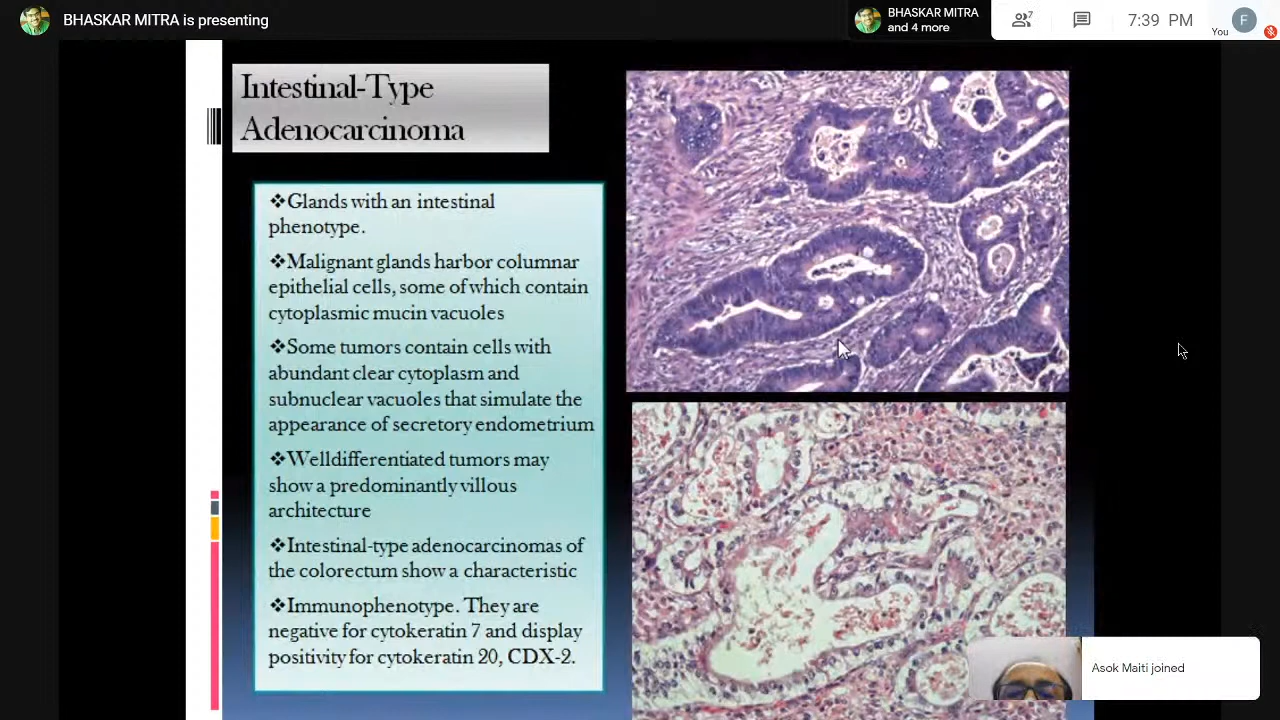 BHASKAR MITRA is presenting
BHASKAR MITRA
and 4 more
7
7:39 PM
You
F
Intestinal-Type
Adenocarcinoma
❖Glands with an intestinal
phenotype.
❖Malignant glands harbor columnar
epithelial cells, some of which contain
cytoplasmic mucin vacuoles
❖Some tumors contain cells with
abundant clear cytoplasm and
subnuclear vacuoles that simulate the
appearance of secretory endometrium
❖Welldifferentiated tumors may
show a predominantly villous
architecture
❖Intestinal-type adenocarcinomas of
the colorectum show a characteristic
❖Immunophenotype. They are
negative for cytokeratin 7 and display
positivity for cytokeratin 20, CDX-2.
Asok Maiti joined